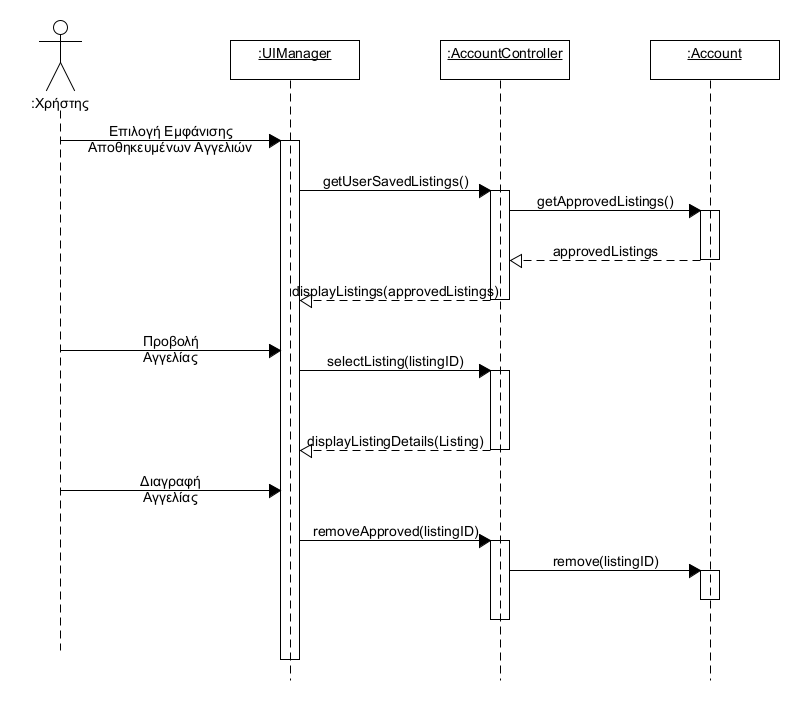 :UIManager
:AccountController
:Account
:Χρήστης
Επιλογή Εμφάνισης
Αποθηκευμένων Αγγελιών
getUserSavedListings()
getApprovedListings()
approvedListings
displayListings(approvedListings)
Προβολή
Αγγελίας
selectListing(listingID)
displayListingDetails(Listing)
Διαγραφή
Αγγελίας
removeApproved(listingID)
remove(listingID)